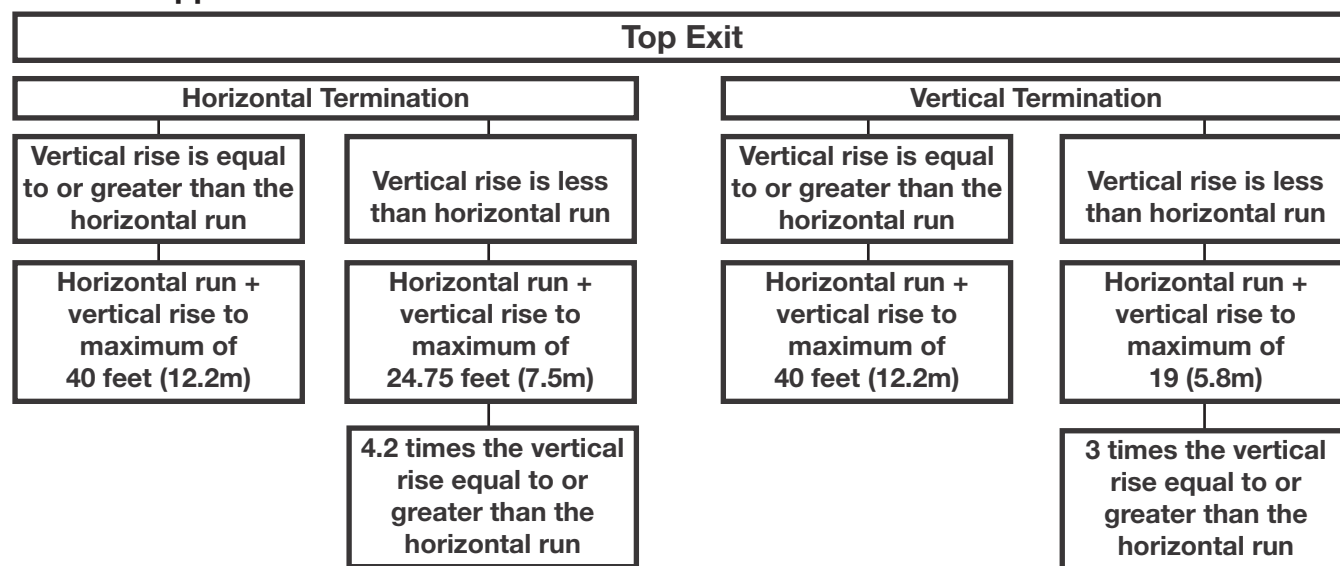 Top Exit
Horizontal Termination
Vertical rise is equal
to or greater than the
horizontal run
Horizontal run +
vertical rise to
maximum of
40 feet (12.2m)
Vertical rise is less
than horizontal run
Horizontal run +
vertical rise to
maximum of
24.75 feet (7.5m)
4.2 times the vertical
rise equal to or
greater than the
horizontal run
Vertical Termination
Vertical rise is equal
to or greater than the
horizontal run
Horizontal run +
vertical rise to
maximum of
40 feet (12.2m)
Vertical rise is less
than horizontal run
Horizontal run +
vertical rise to
maximum of
19 (5.8m)
3 times the vertical
rise equal to or
greater than the
horizontal run